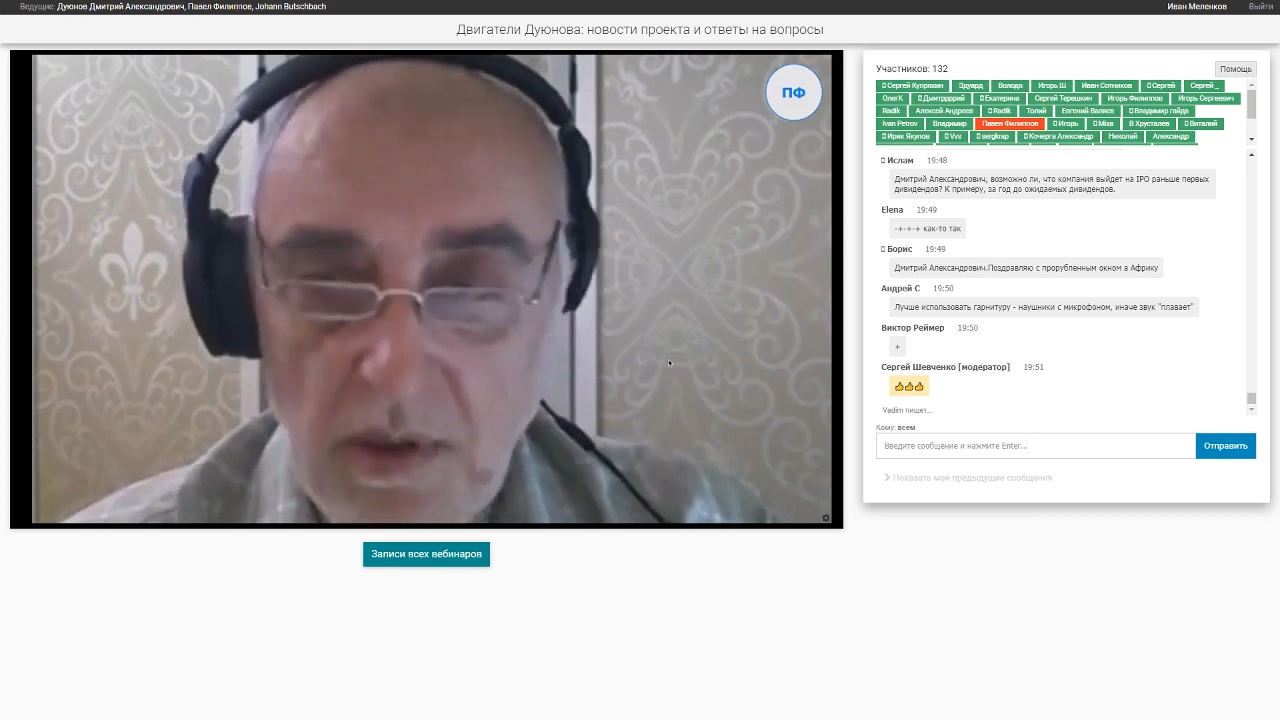 Ведущие: Дуюнов Дмитрий Александрович, Павел Филиппов, Johann Butschbach
Иван Меленков
Выйти
Двигатели Дуюнова: новости проекта и ответы на вопросы
ПФ
Записи всех вебинаров
Участников: 132
Помощь
Сергей Купряхин Эдуард Володя Игорь Ш Иван Сотников Сергей Сергей _
Олег К Дмитррррий Екатерина Сергей Терешкин Игорь Филиппов Игорь Сергеевич
Radik Алексей Андреев Radik Толий Евгений Валяев Владимир гайда
Ivan Petrov Владимир Павел Филиппов Игорь Міха В Хрусталев Виталий
Ирик Якупов Vvs sergkrap Кочерга Александр Николай Александр
Ислам 19:48
Дмитрий Александрович, возможно ли, что компания выйдет на IPO раньше первых
дивидендов? К примеру, за год до ожидаемых дивидендов.
Elena 19:49
-+-+-+ как-то так
Борис 19:49
Дмитрий Александрович.Поздравляю с прорубленным окном а Африку
Андрей С 19:50
Лучше использовать гарнитуру - наушники с микрофоном, иначе звук "плавает"
Виктор Реймер 19:50
+
Сергей Шевченко [модератор] 19:51
👍👍👍
Vadim пишет...
Кому: всем
Введите сообщение и нажмите Enter...
Отправить
Показать мои предыдущие сообщения